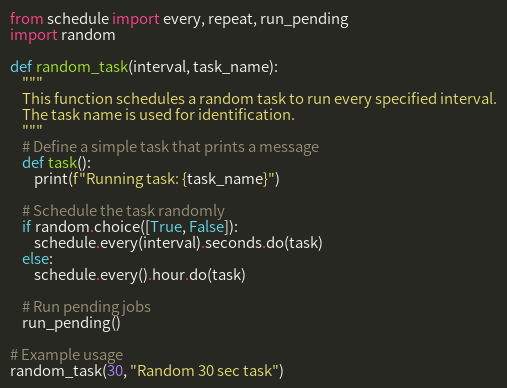 from schedule import every, repeat, run_pending
import random

def random_task(interval, task_name):
    """
    This function schedules a random task to run every specified interval.
    The task name is used for identification.
    """
    # Define a simple task that prints a message
    def task():
        print(f"Running task: {task_name}")

    # Schedule the task randomly
    if random.choice([True, False]):
        schedule.every(interval).seconds.do(task)
    else:
        schedule.every().hour.do(task)

    # Run pending jobs
    run_pending()

# Example usage
random_task(30, "Random 30 sec task")